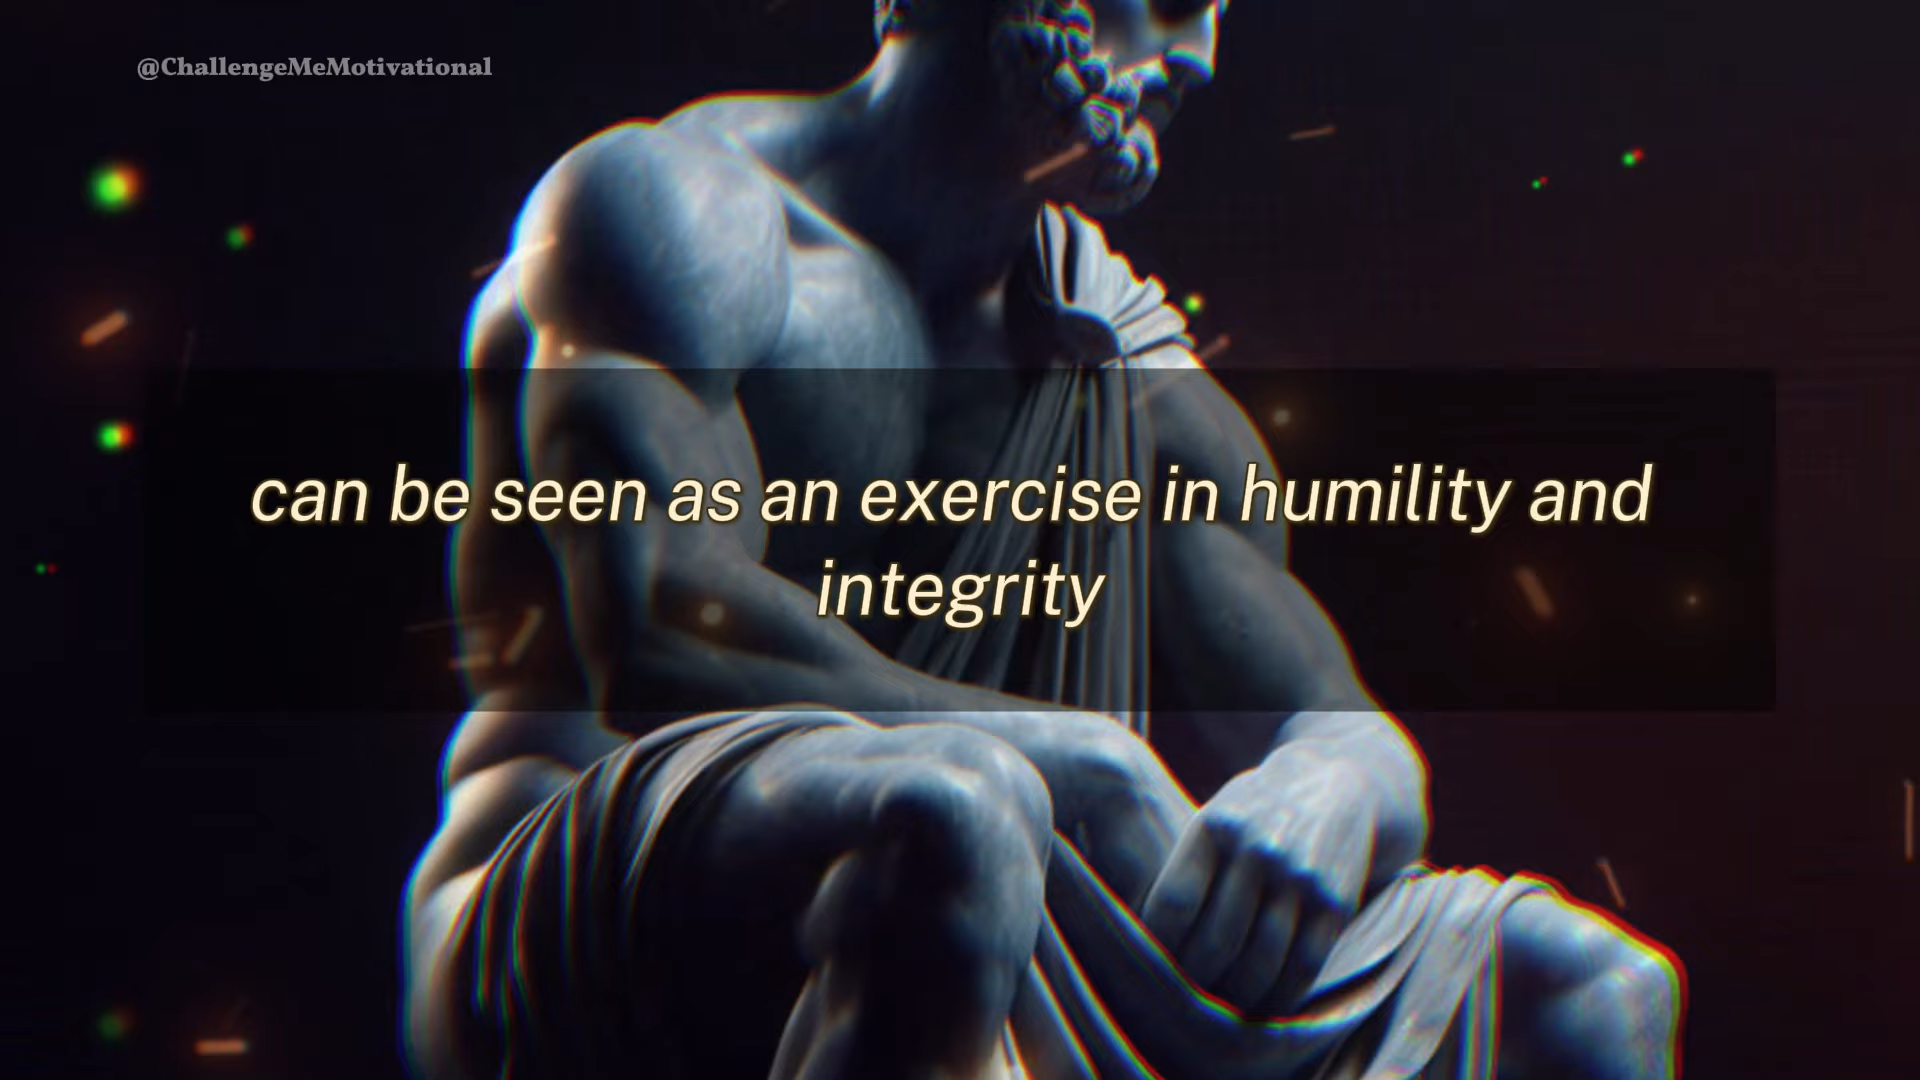 @ChallengeMeMotivational
can be seen as an exercise in humility and
integrity